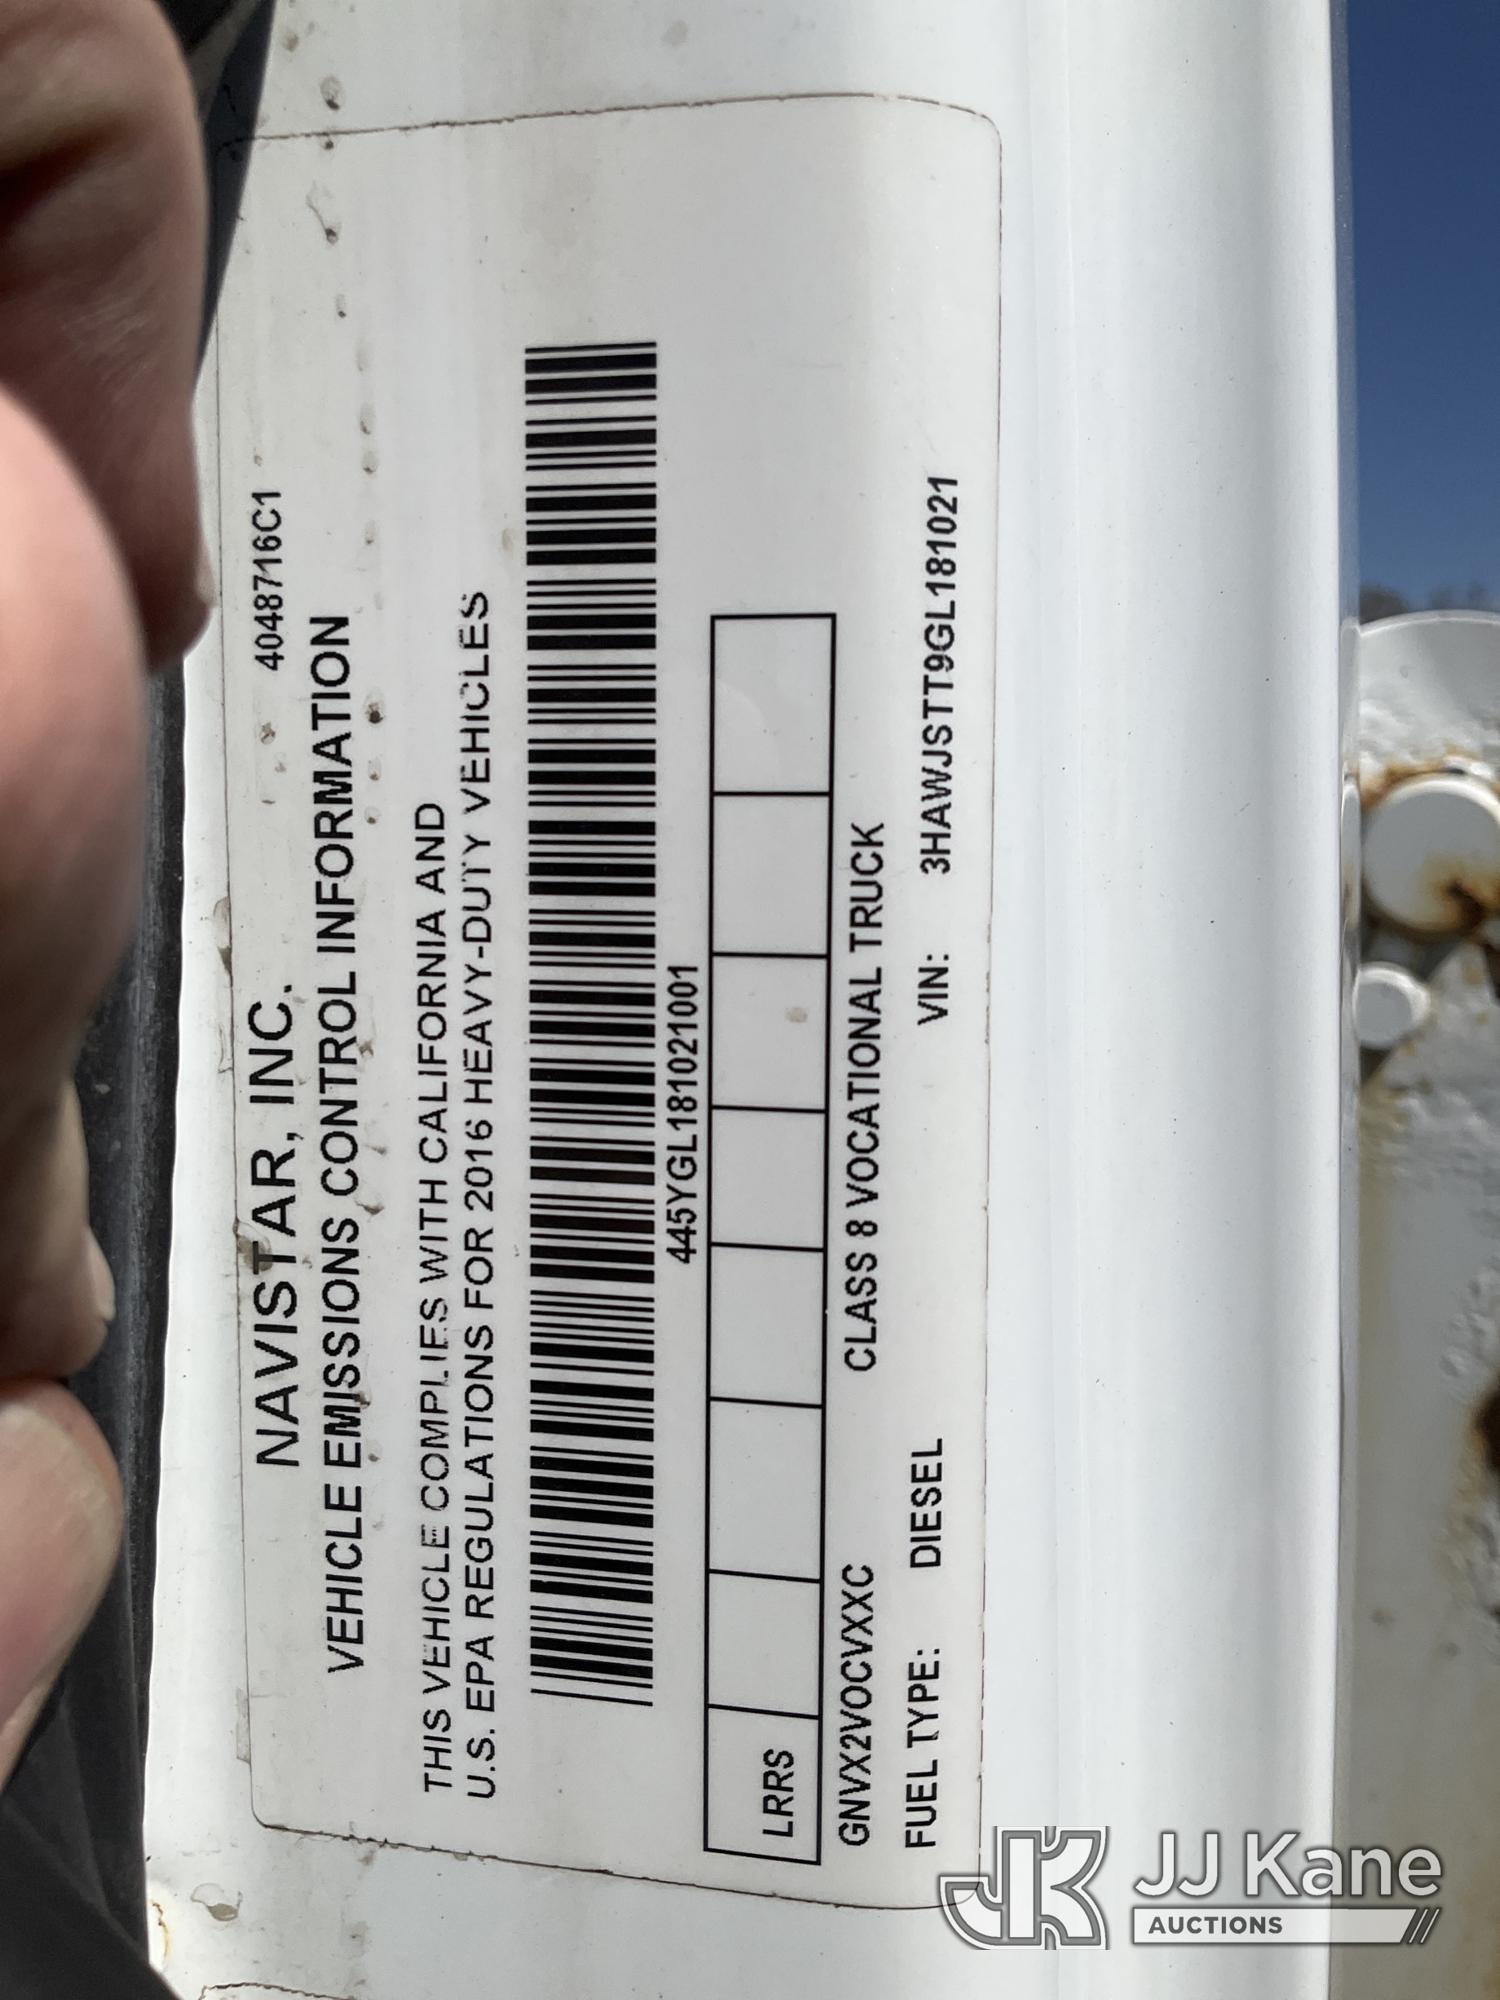 4048716C1
NAVISTAR, INC.
VEHICLE EMISSIONS CONTROL INFORMATION
THIS VEHICLE COMPLIES WITH CALIFORNIA AND
U.S. EPA REGULATIONS FOR 2016 HEAVY-DUTY VEHICLES
445YGL181021001
LRRS
GNVX2VOCVXXC CLASS 8 VOCATIONAL TRUCK
FUEL TYPE: DIESEL VIN: 3HAWJSTT9GL181021
JK JJ Kane
AUCTIONS